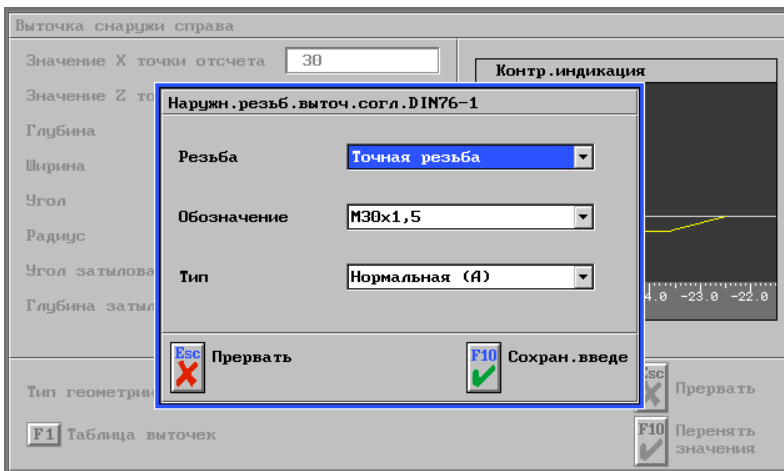 Выточка снаружи справа
Значение X точки отсчета 30
Контр.индикация
Значение Z то
Глубина
Ширина
Угол
Радиус
Угол затылова
Глубина затыл
4.0 -23.0 -22.0
Наружн.резьб.выточ.согл.DIN76-1
Резьба Точная резьба
Обозначение M30x1,5
Тип Нормальная (A)
Esc Прервать
F10 Сохран.введе
Тип геометрии
Esc Прервать
F1 Таблица выточек
F10 Перенять
значения